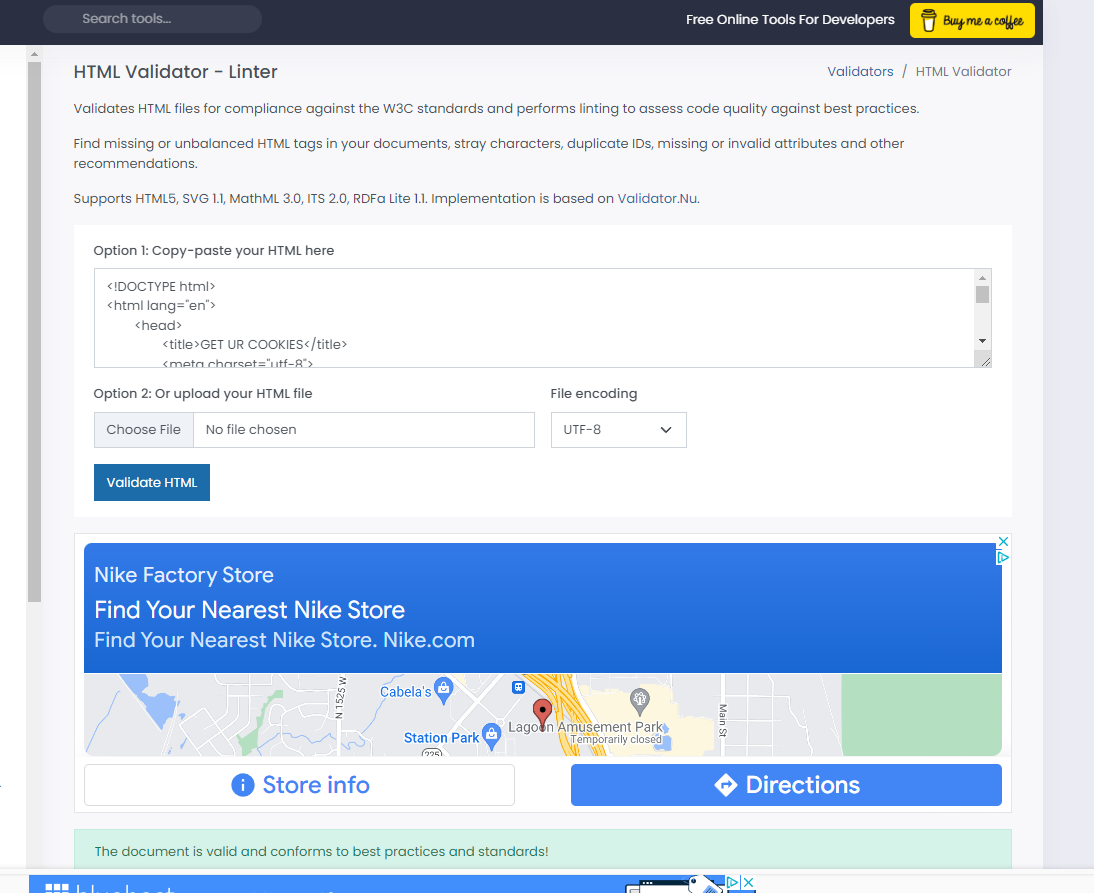 Search tools...
Free Online Tools For Developers
Buy me a coffee
HTML Validator - Linter
Validators / HTML Validator
Validates HTML files for compliance against the W3C standards and performs linting to assess code quality against best practices.
Find missing or unbalanced HTML tags in your documents, stray characters, duplicate IDs, missing or invalid attributes and other
recommendations.
Supports HTML5, SVG 1.1, MathML 3.0, ITS 2.0, RDFa Lite 1.1. Implementation is based on Validator.Nu.
Option 1: Copy-paste your HTML here
<!DOCTYPE html>
<html lang="en">
<head>
<title>GET UR COOKIES</title>
<meta charset="utf-8">
Option 2: Or upload your HTML file
File encoding
Choose File
No file chosen
UTF-8
Validate HTML
Nike Factory Store
Find Your Nearest Nike Store
Find Your Nearest Nike Store. Nike.com
N 1525 W
Cabela's
Lagoon Amusement Park
Temporarily closed
Station Park
225
Main St
Store info
Directions
The document is valid and conforms to best practices and standards!
bluehost